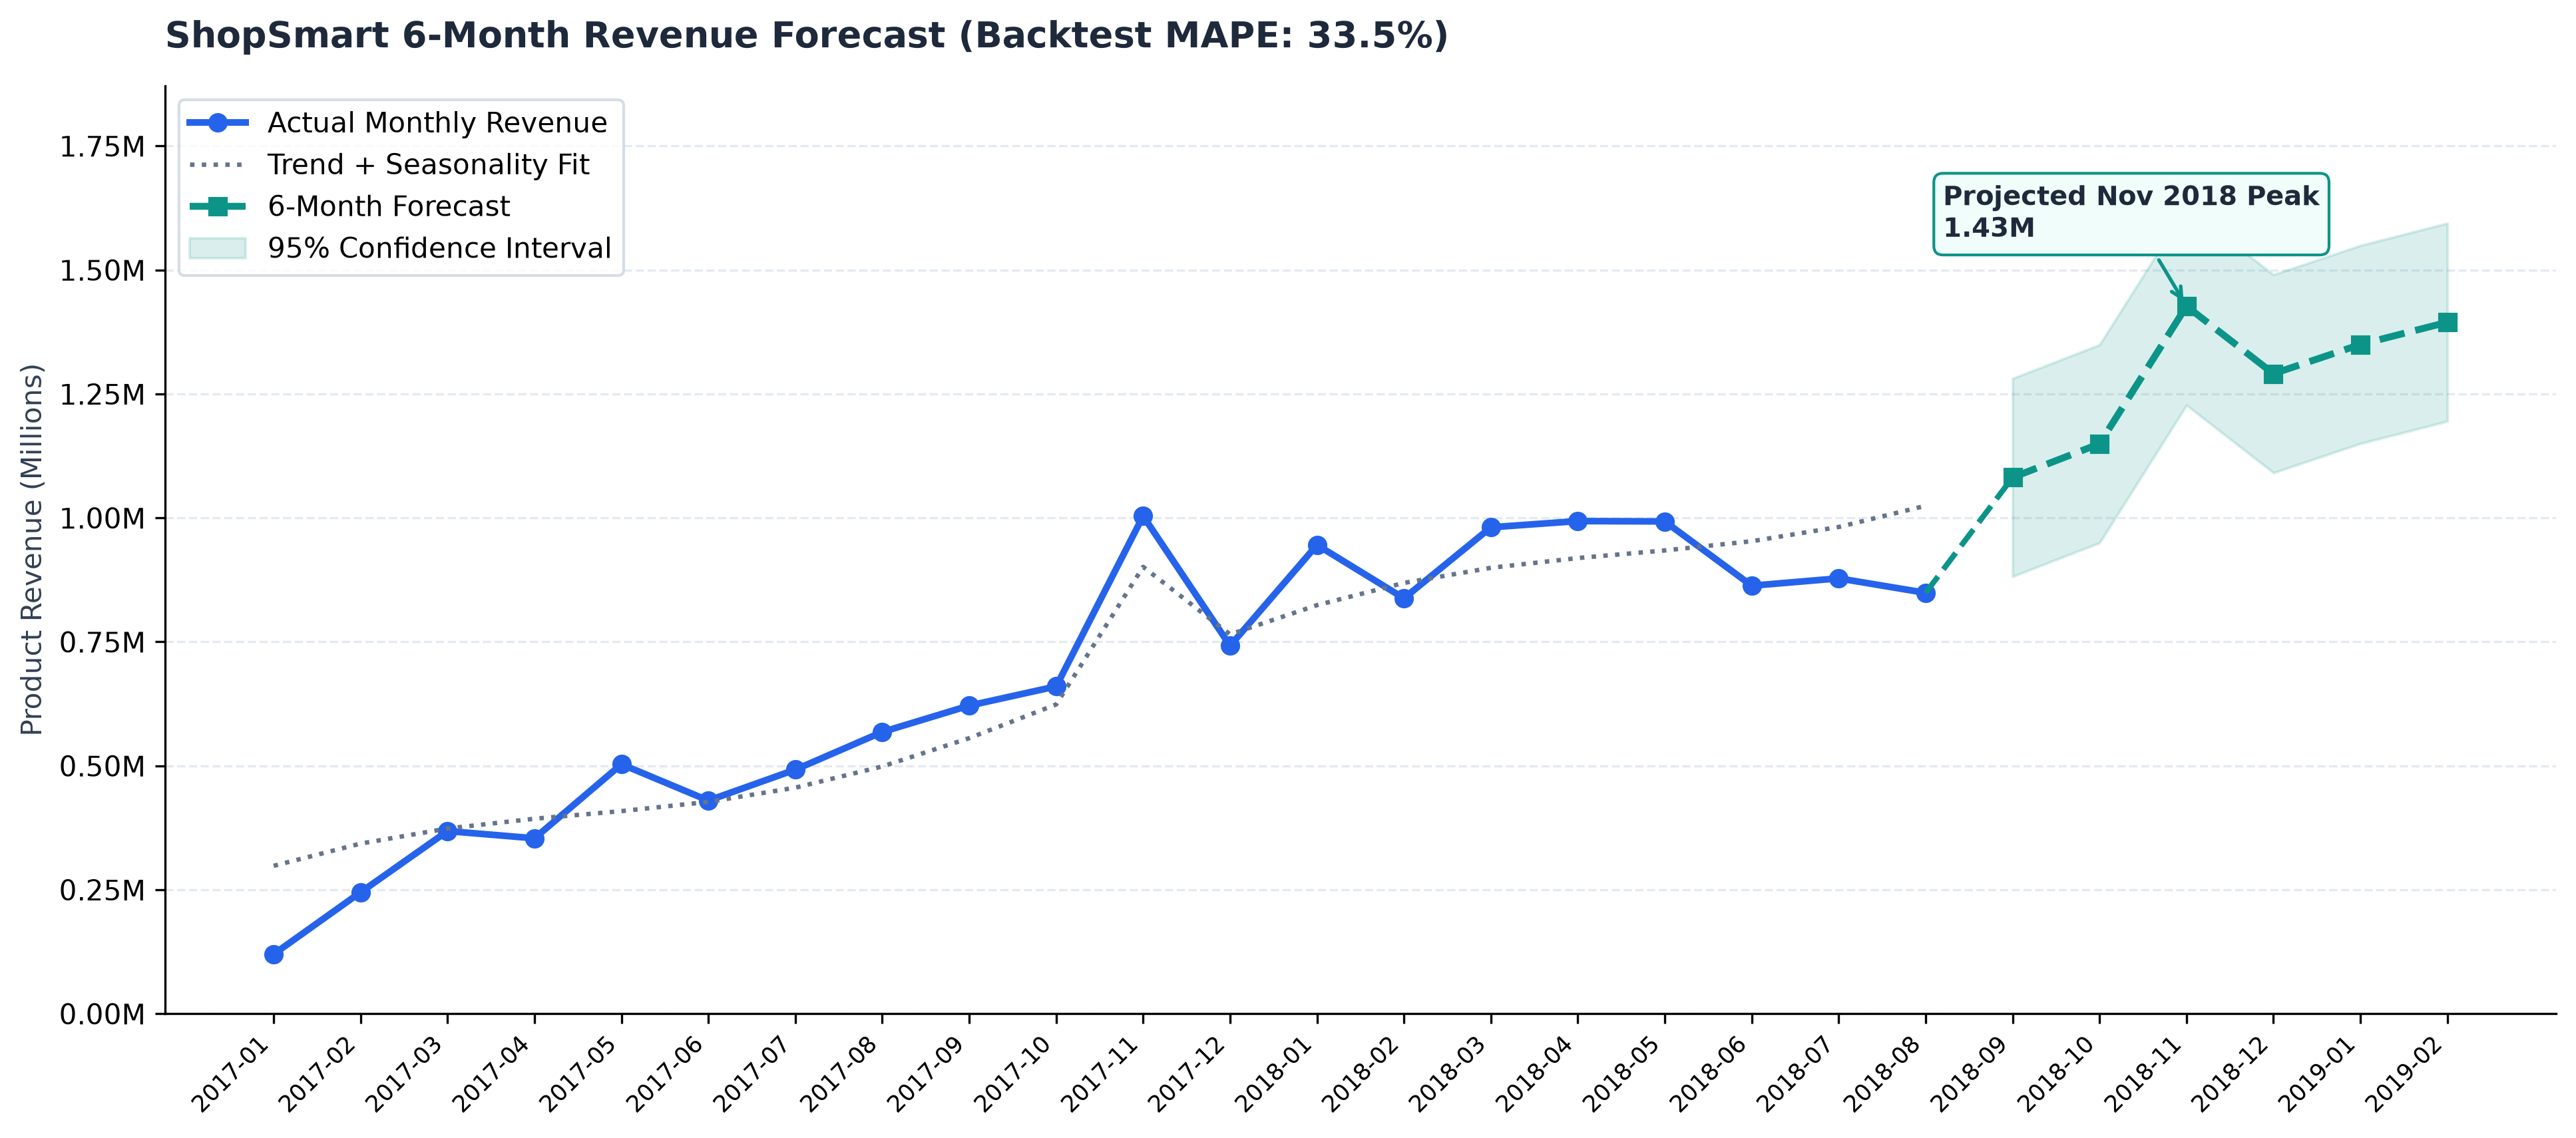 ShopSmart 6-Month Revenue Forecast (Backtest MAPE: 33.5%)
Actual Monthly Revenue
Trend + Seasonality Fit
6-Month Forecast
95% Confidence Interval
Projected Nov 2018 Peak
1.43M
Product Revenue (Millions)
1.75M
1.50M
1.25M
1.00M
0.75M
0.50M
0.25M
0.00M
2017-01
2017-02
2017-03
2017-04
2017-05
2017-06
2017-07
2017-08
2017-09
2017-10
2017-11
2017-12
2018-01
2018-02
2018-03
2018-04
2018-05
2018-06
2018-07
2018-08
2018-09
2018-10
2018-11
2018-12
2019-01
2019-02